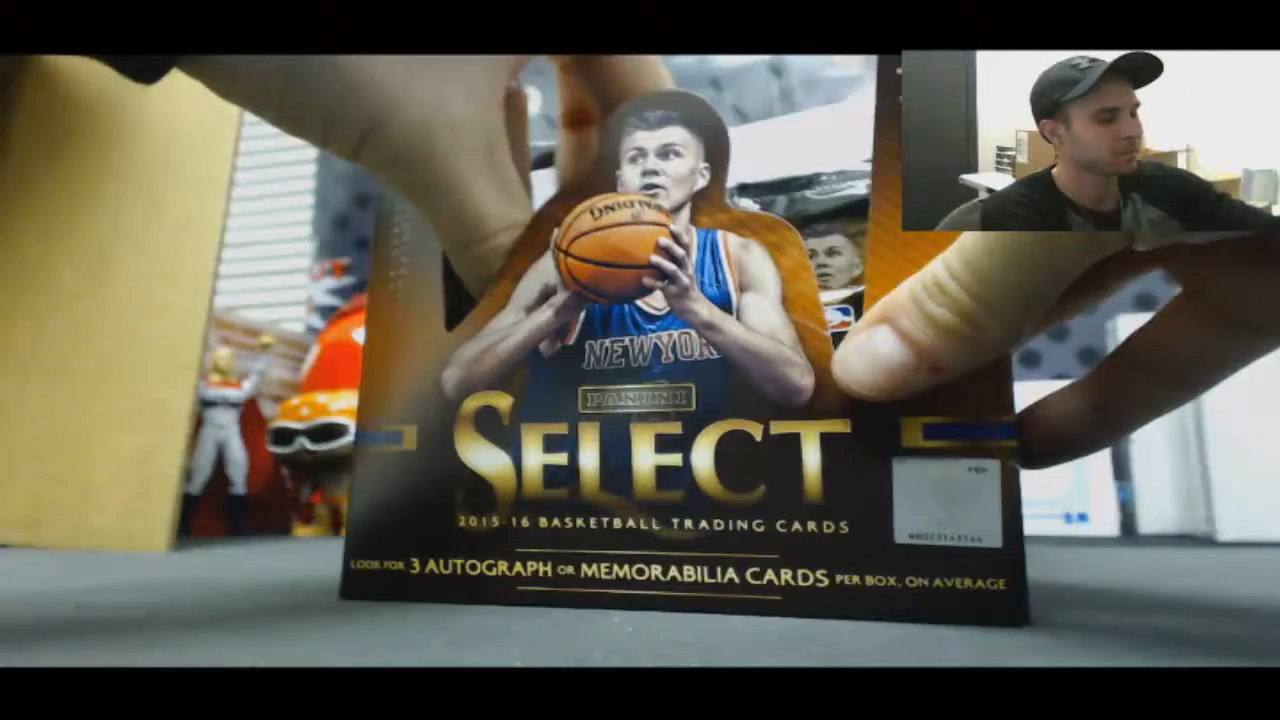 SPALDING
NEW YORK
PANINI
SELECT
2015-16 BASKETBALL TRADING CARDS
LOOK FOR 3 AUTOGRAPH OR MEMORABILIA CARDS PER BOX, ON AVERAGE